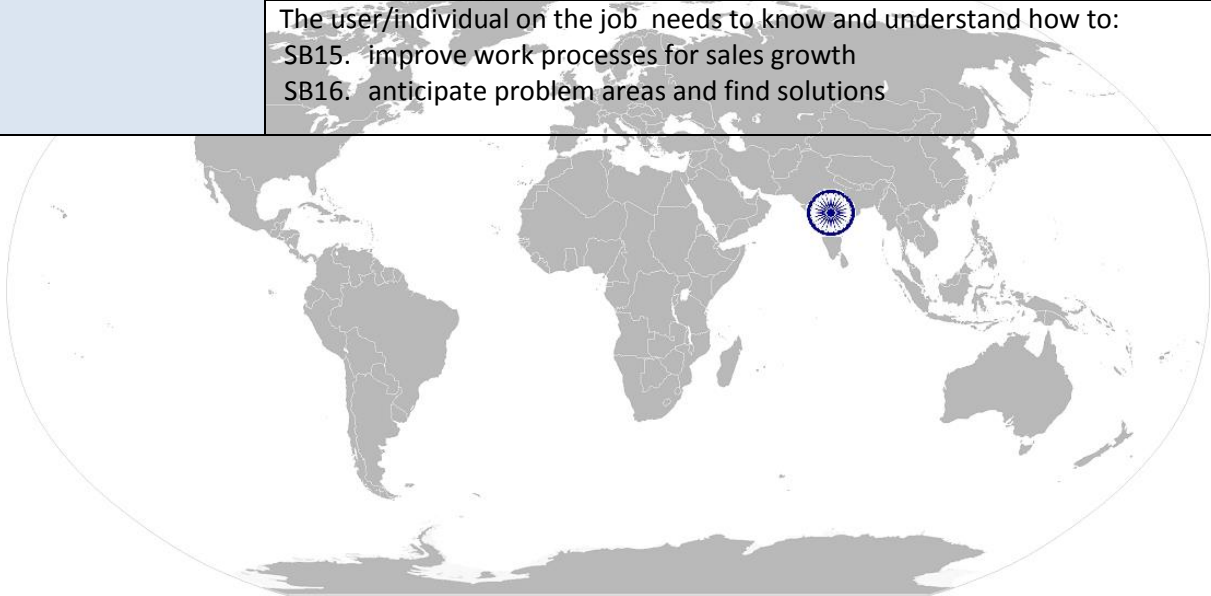 The user/individual on the job needs to know and understand how to:
SB15. improve work processes for sales growth
SB16. anticipate problem areas and find solutions